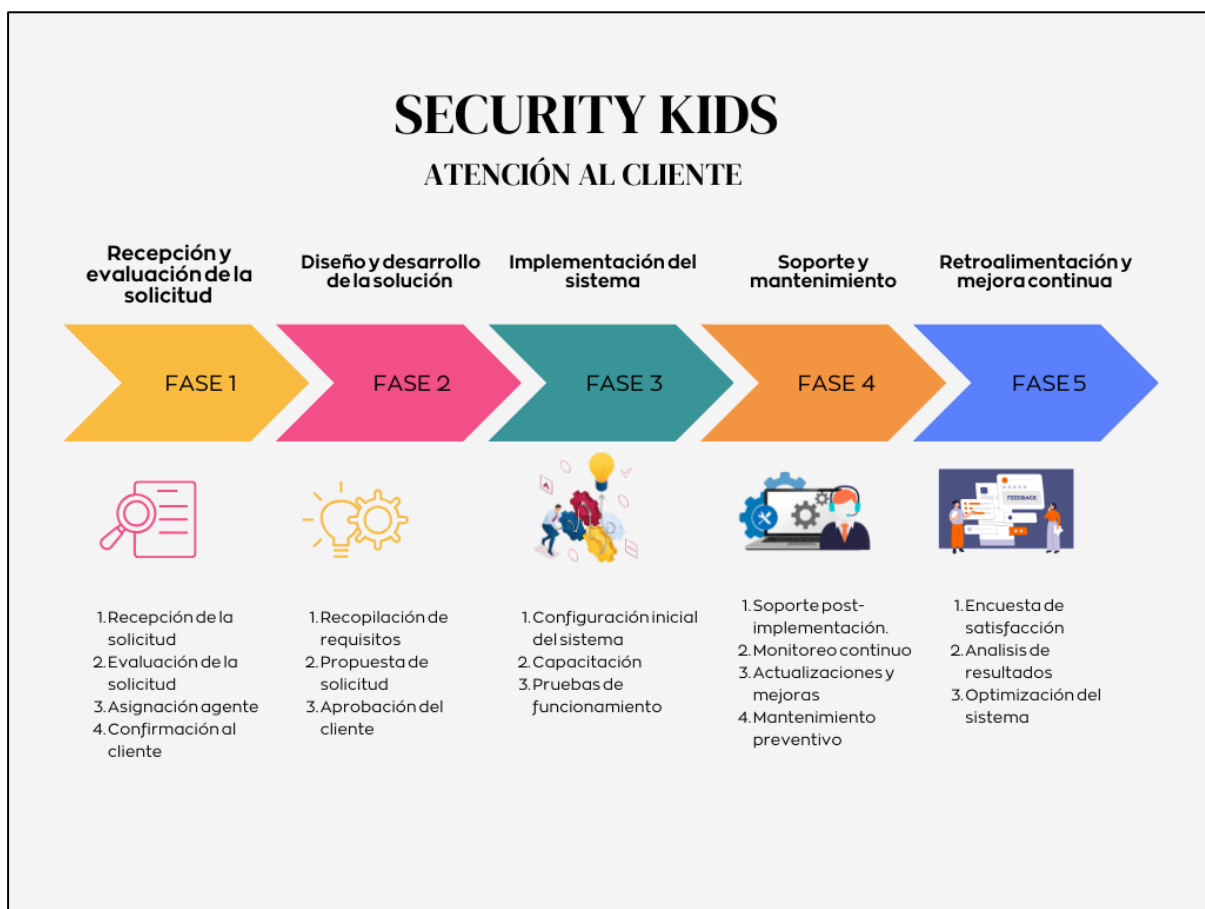 SECURITY KIDS
ATENCIÓN AL CLIENTE
Recepción y
evaluación de la
solicitud
Diseño y desarrollo
de la solución
Implementación del
sistema
Soporte y
mantenimiento
Retroalimentación y
mejora continua
FASE 1
FASE 2
FASE 3
FASE 4
FASE 5
FEEDBACK
1. Recepción de la
solicitud
2. Evaluación de la
solicitud
3. Asignación agente
4. Confirmación al
cliente
1. Recopilación de
requisitos
2. Propuesta de
solicitud
3. Aprobación del
cliente
1. Configuración inicial
del sistema
2. Capacitación
3. Pruebas de
funcionamiento
1. Soporte post-
implementación.
2. Monitoreo continuo
3. Actualizaciones y
mejoras
4. Mantenimiento
preventivo
1. Encuesta de
satisfacción
2. Analisis de
resultados
3. Optimización del
sistema